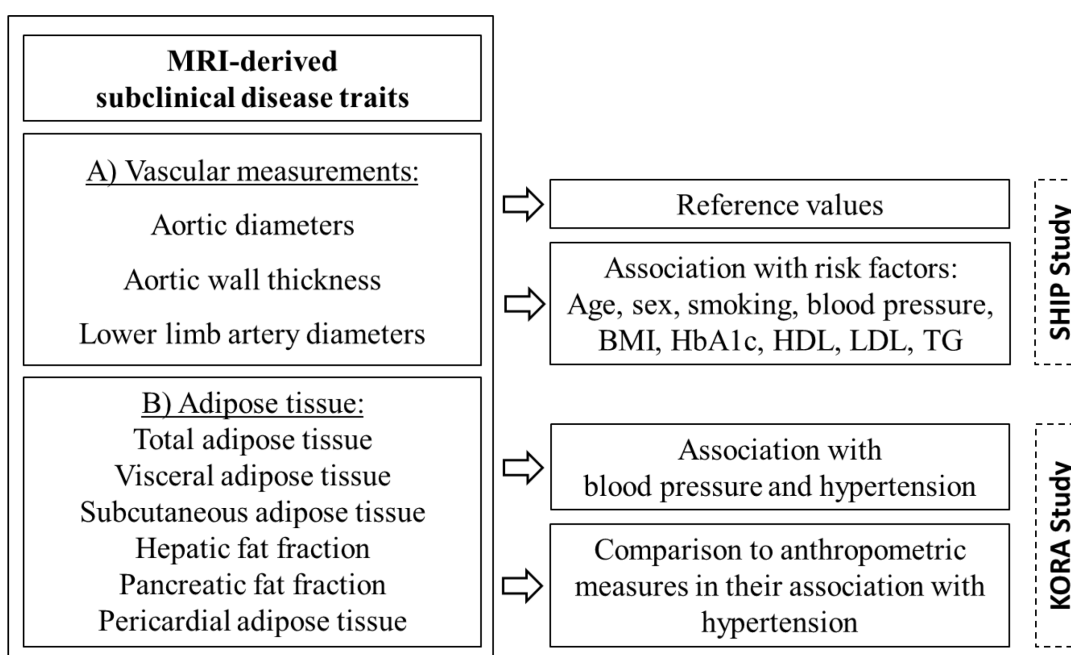 MRI-derived
subclinical disease traits
A) Vascular measurements:
Aortic diameters
Aortic wall thickness
Lower limb artery diameters
Reference values
Association with risk factors:
Age, sex, smoking, blood pressure,
BMI, HbA1c, HDL, LDL, TG
SHIP Study
B) Adipose tissue:
Total adipose tissue
Visceral adipose tissue
Subcutaneous adipose tissue
Hepatic fat fraction
Pancreatic fat fraction
Pericardial adipose tissue
Association with
blood pressure and hypertension
Comparison to anthropometric
measures in their association with
hypertension
KORA Study